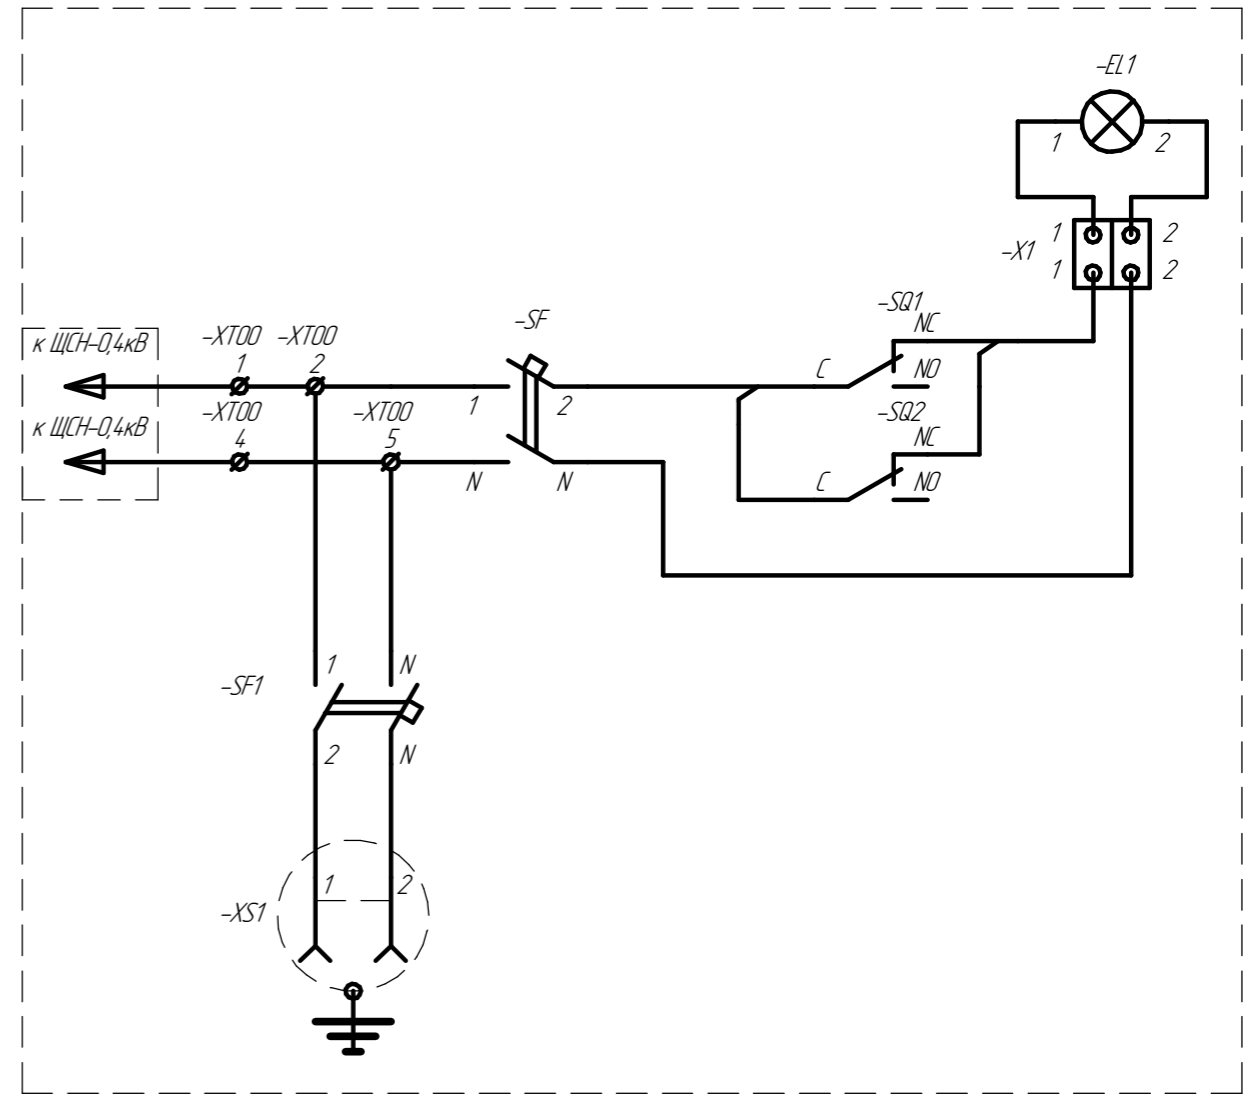 -EL1
1 2
1 2
-X1
1 2
-SQ1
NC
-SF
к ЩСН-0,4кВ
-XT00 -XT00
1 2
C NO
1 2
-SQ2
к ЩСН-0,4кВ
-XT00 -XT00
4 5
NC
N N
C NO
1 N
-SF1
2 N
1 2
-XS1